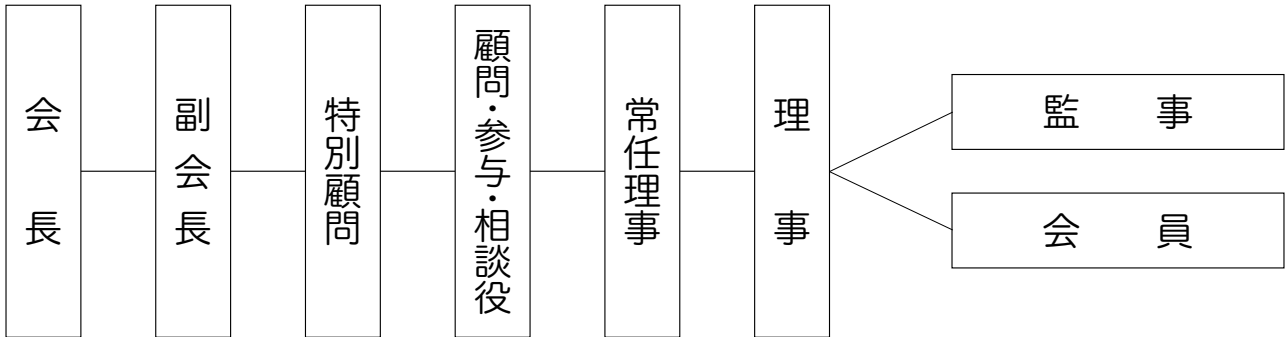 会長
副会長
特別顧問
顧問・参与・相談役
常任理事
理事
監事
会員